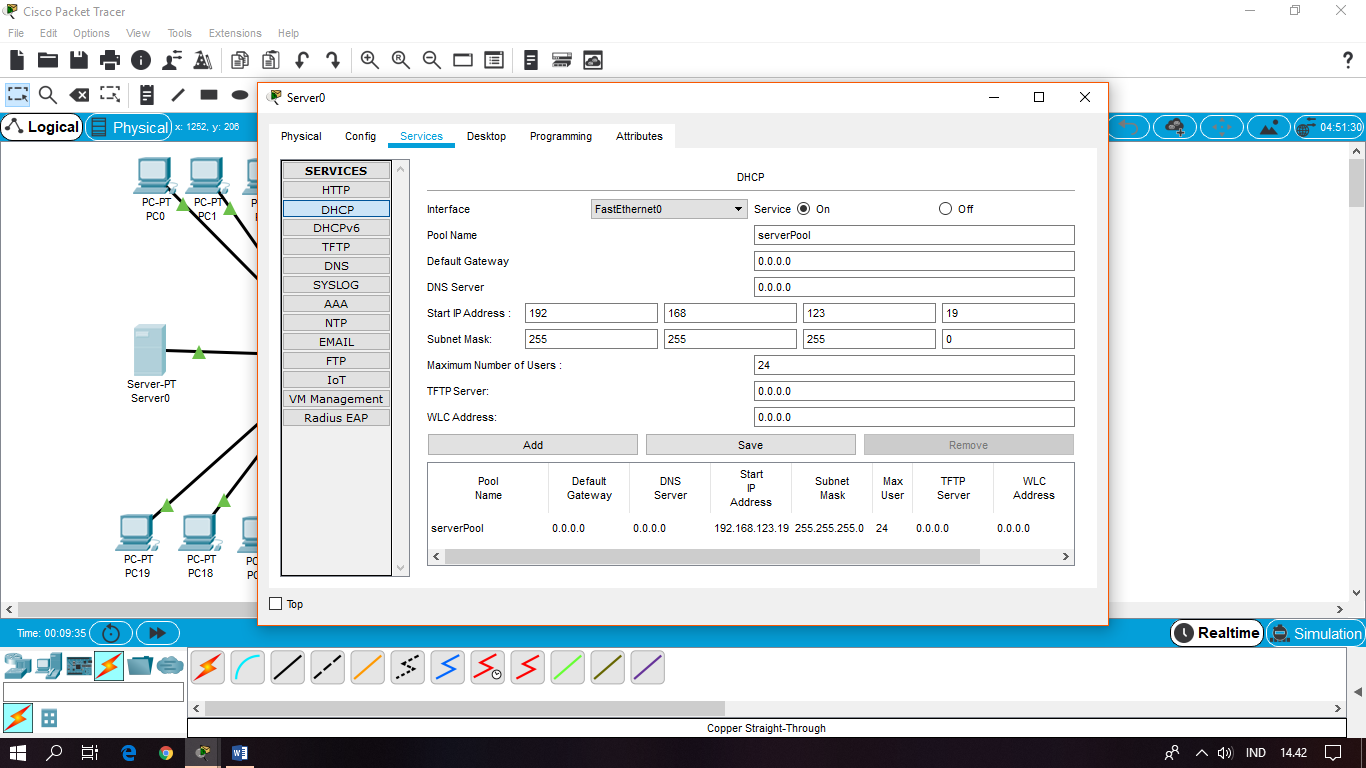 Cisco Packet Tracer
File Edit Options View Tools Extensions Help
?
Logical Physical x: 1252, y: 206 04:51:30
PC-PT
PC0
PC-PT
PC1
Server-PT
Server0
PC-PT
PC19
PC-PT
PC18
Server0
Physical Config Services Desktop Programming Attributes
SERVICES
HTTP
DHCP
DHCPv6
TFTP
DNS
SYSLOG
AAA
NTP
EMAIL
FTP
IoT
VM Management
Radius EAP
DHCP
Interface FastEthernet0 Service On Off
Pool Name serverPool
Default Gateway 0.0.0.0
DNS Server 0.0.0.0
Start IP Address : 192 168 123 19
Subnet Mask: 255 255 255 0
Maximum Number of Users : 24
TFTP Server: 0.0.0.0
WLC Address: 0.0.0.0
Add Save Remove
Pool Name Default Gateway DNS Server Start IP Address Subnet Mask Max User TFTP Server WLC Address
serverPool 0.0.0.0 0.0.0.0 192.168.123.19 255.255.255.0 24 0.0.0.0 0.0.0.0
Top
Time: 00:09:35 Realtime Simulation
Copper Straight-Through
IND 14.42